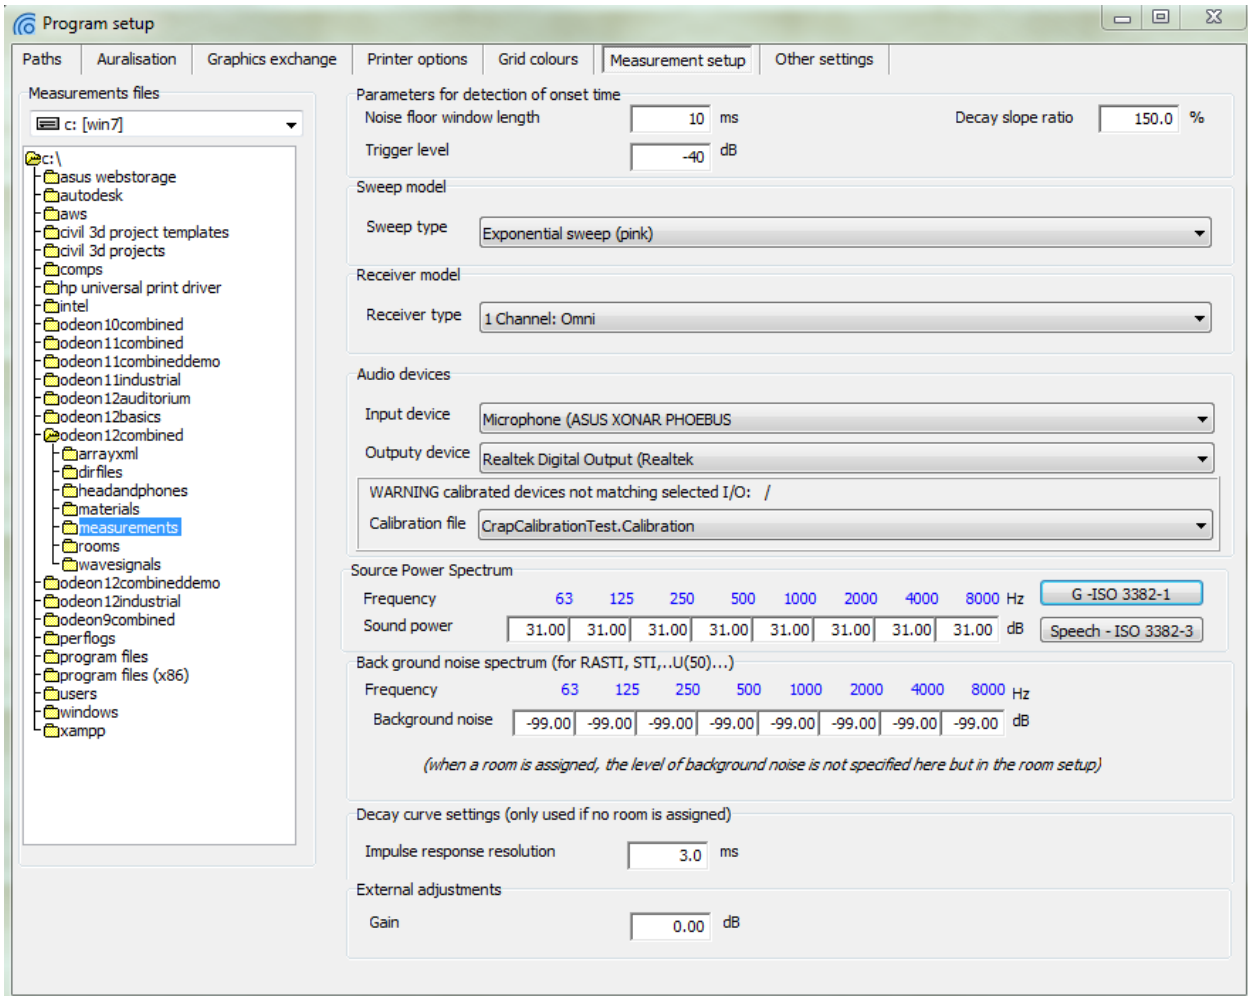 Program setup
Paths Auralisation Graphics exchange Printer options Grid colours Measurement setup Other settings
Measurements files
c: [win7]
c:\
asus webstorage
autodesk
aws
civil 3d project templates
civil 3d projects
comps
hp universal print driver
intel
odeon10combined
odeon11combined
odeon11combineddemo
odeon11industrial
odeon12auditorium
odeon12basics
odeon12combined
arrayxml
dirfiles
headandphones
materials
measurements
rooms
wavesignals
odeon12combineddemo
odeon12industrial
odeon9combined
perflogs
program files
program files (x86)
users
windows
xampp
Parameters for detection of onset time
Noise floor window length 10 ms Decay slope ratio 150.0 %
Trigger level -40 dB
Sweep model
Sweep type Exponential sweep (pink)
Receiver model
Receiver type 1 Channel: Omni
Audio devices
Input device Microphone (ASUS XONAR PHOEBUS
Outputy device Realtek Digital Output (Realtek
WARNING calibrated devices not matching selected I/O: /
Calibration file CrapCalibrationTest.Calibration
Source Power Spectrum
Frequency 63 125 250 500 1000 2000 4000 8000 Hz G -ISO 3382-1
Sound power 31.00 31.00 31.00 31.00 31.00 31.00 31.00 31.00 dB Speech - ISO 3382-3
Back ground noise spectrum (for RASTI, STI,..U(50)...)
Frequency 63 125 250 500 1000 2000 4000 8000 Hz
Background noise -99.00 -99.00 -99.00 -99.00 -99.00 -99.00 -99.00 -99.00 dB
(when a room is assigned, the level of background noise is not specified here but in the room setup)
Decay curve settings (only used if no room is assigned)
Impulse response resolution 3.0 ms
External adjustments
Gain 0.00 dB